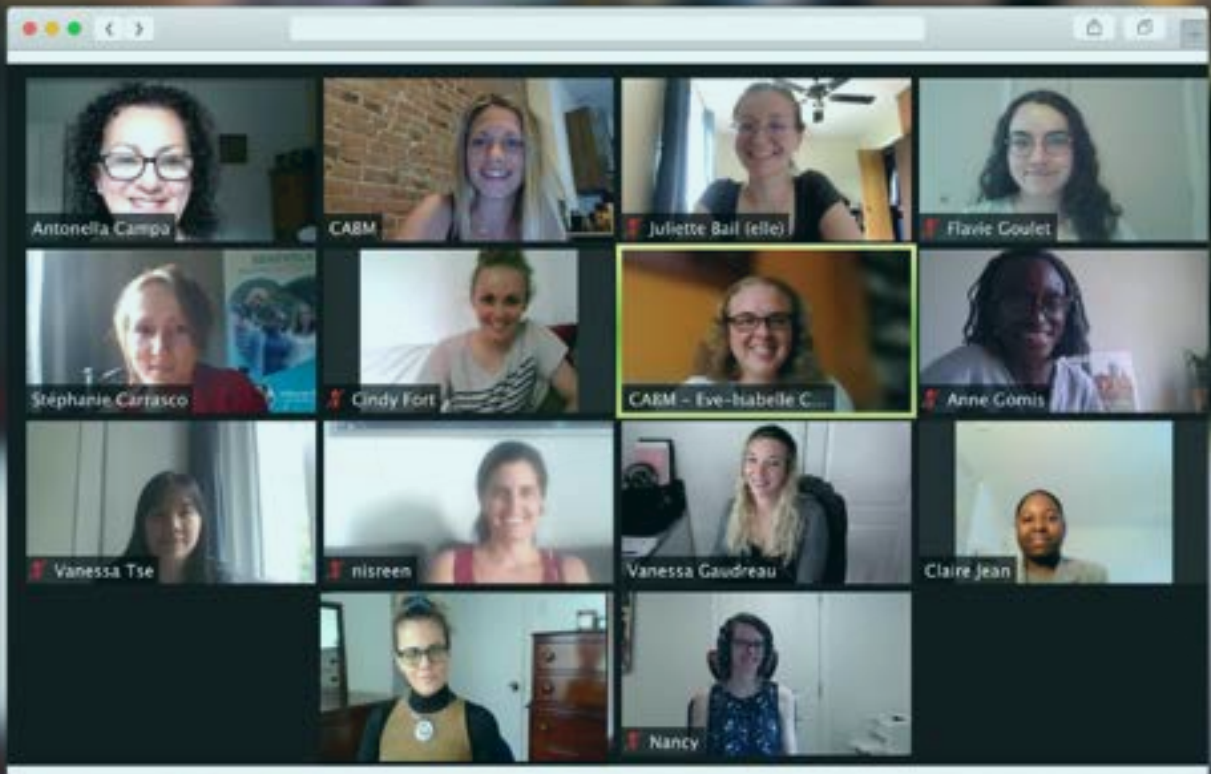 Antonella Campa
CABM
Juliette Bail (elle)
Flavie Goulet
Stéphanie Carrasco
Cindy Fort
CABM - Eve-Isabelle C...
Anne Gomis
Vanessa Tse
nisreen
Vanessa Gaudreau
Claire Jean
Nancy